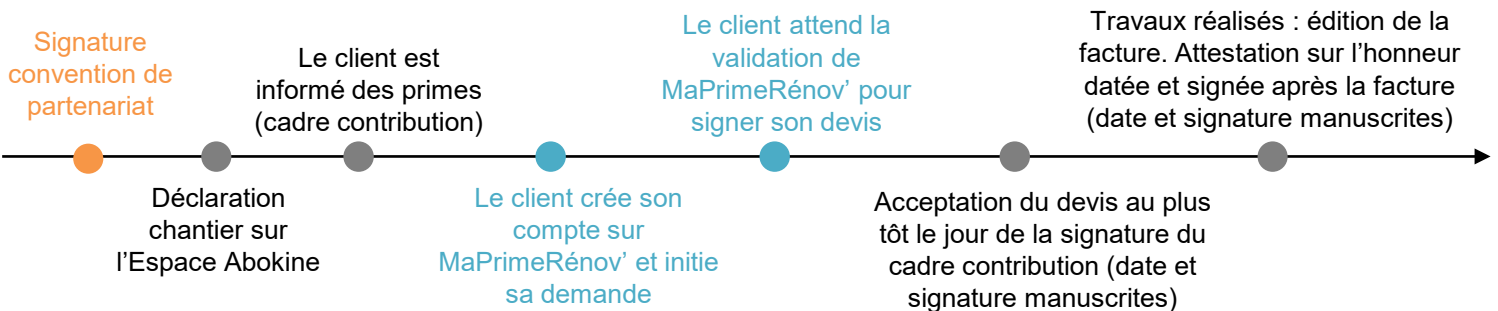 Signature
convention de
partenariat
Déclaration
chantier sur
l’Espace Abokine
Le client est
informé des primes
(cadre contribution)
Le client crée son
compte sur
MaPrimeRénov’ et initie
sa demande
Le client attend la
validation de
MaPrimeRénov’ pour
signer son devis
Acceptation du devis au plus
tôt le jour de la signature du
cadre contribution (date et
signature manuscrites)
Travaux réalisés : édition de la
facture. Attestation sur l’honneur
datée et signée après la facture
(date et signature manuscrites)